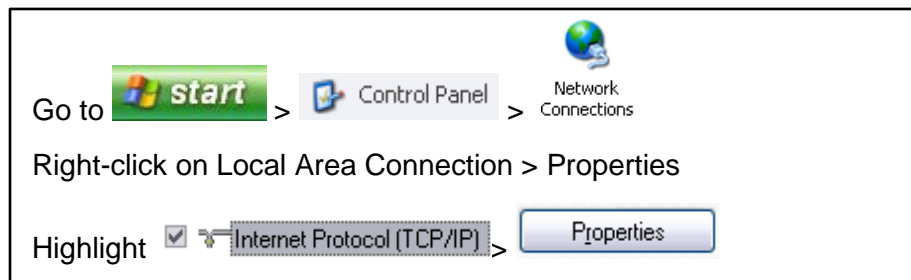 Go to start > Control Panel > Network Connections
Right-click on Local Area Connection > Properties
Highlight Internet Protocol (TCP/IP) > Properties